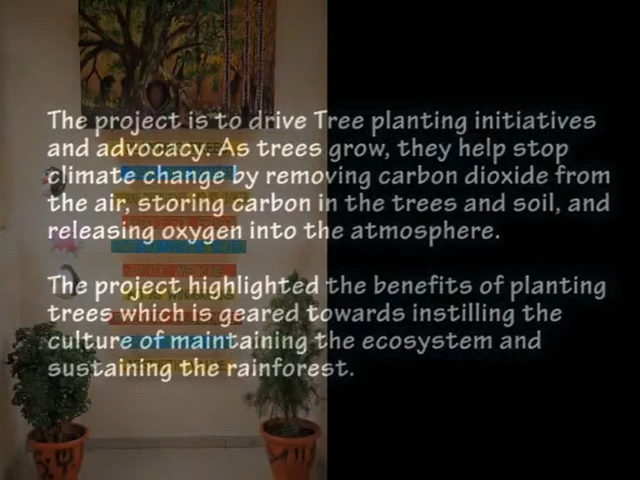 The project is to drive Tree planting initiatives
and advocacy. As trees grow, they help stop
climate change by removing carbon dioxide from
the air, storing carbon in the trees and soil, and
releasing oxygen into the atmosphere.
The project highlighted the benefits of planting
trees which is geared towards instilling the
culture of maintaining the ecosystem and
sustaining the rainforest.